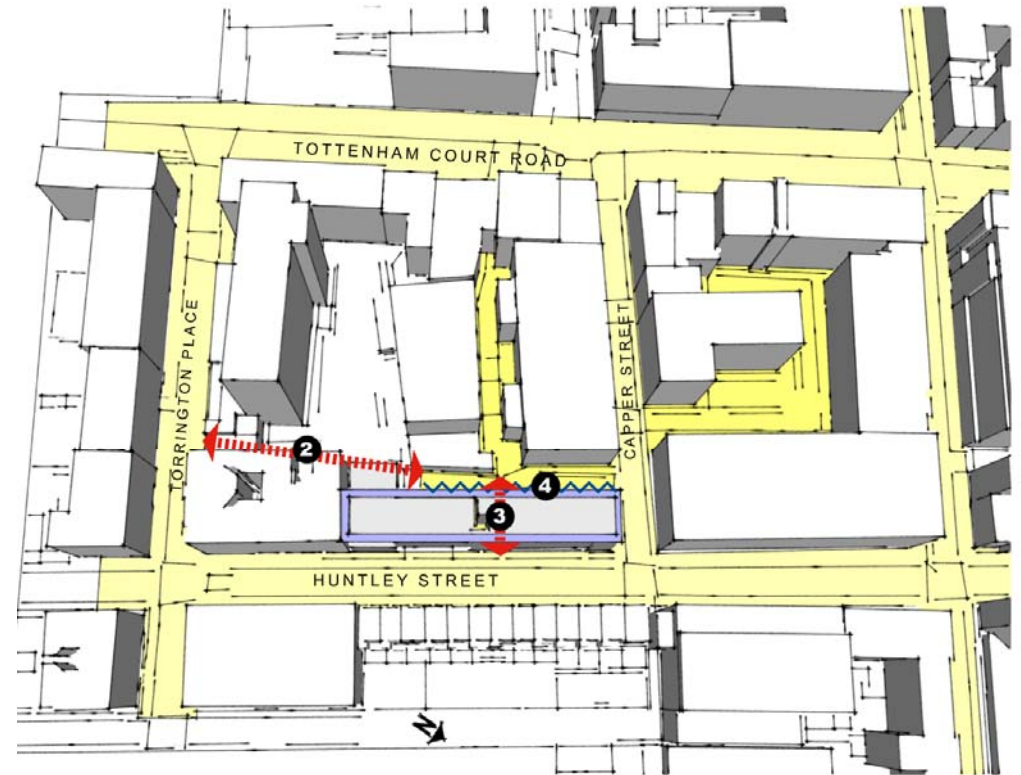 TOTTENHAM COURT ROAD
TORRINGTON PLACE
CAPPER STREET
2
4
3
HUNTLEY STREET
N